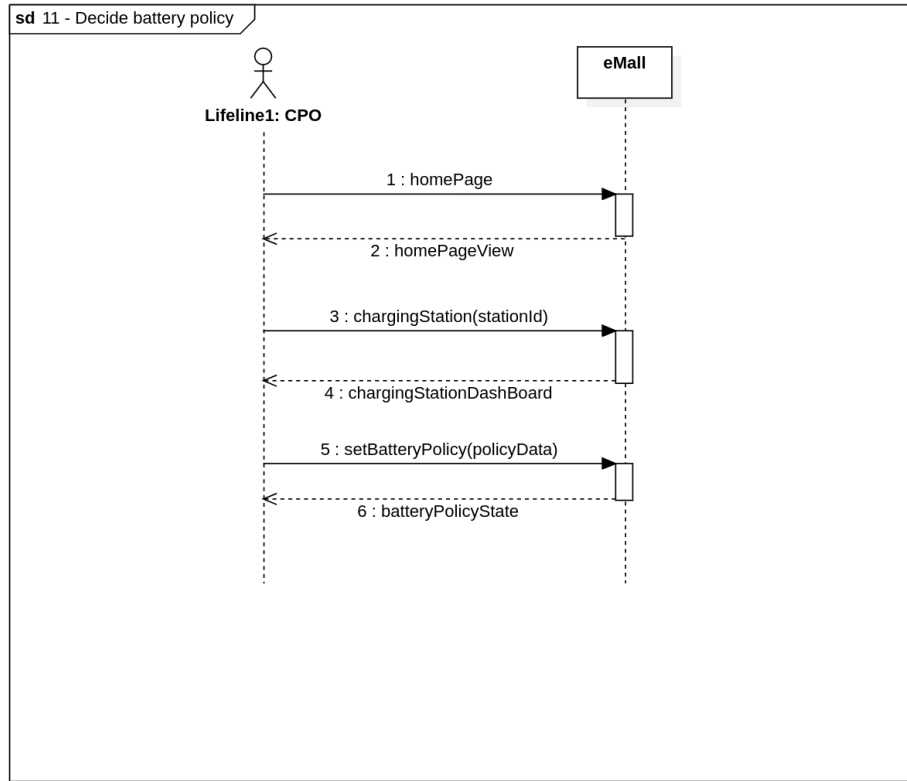 sd 11 - Decide battery policy
eMall
Lifeline1: CPO
1 : homePage
2 : homePageView
3 : chargingStation(stationId)
4 : chargingStationDashBoard
5 : setBatteryPolicy(policyData)
6 : batteryPolicyState